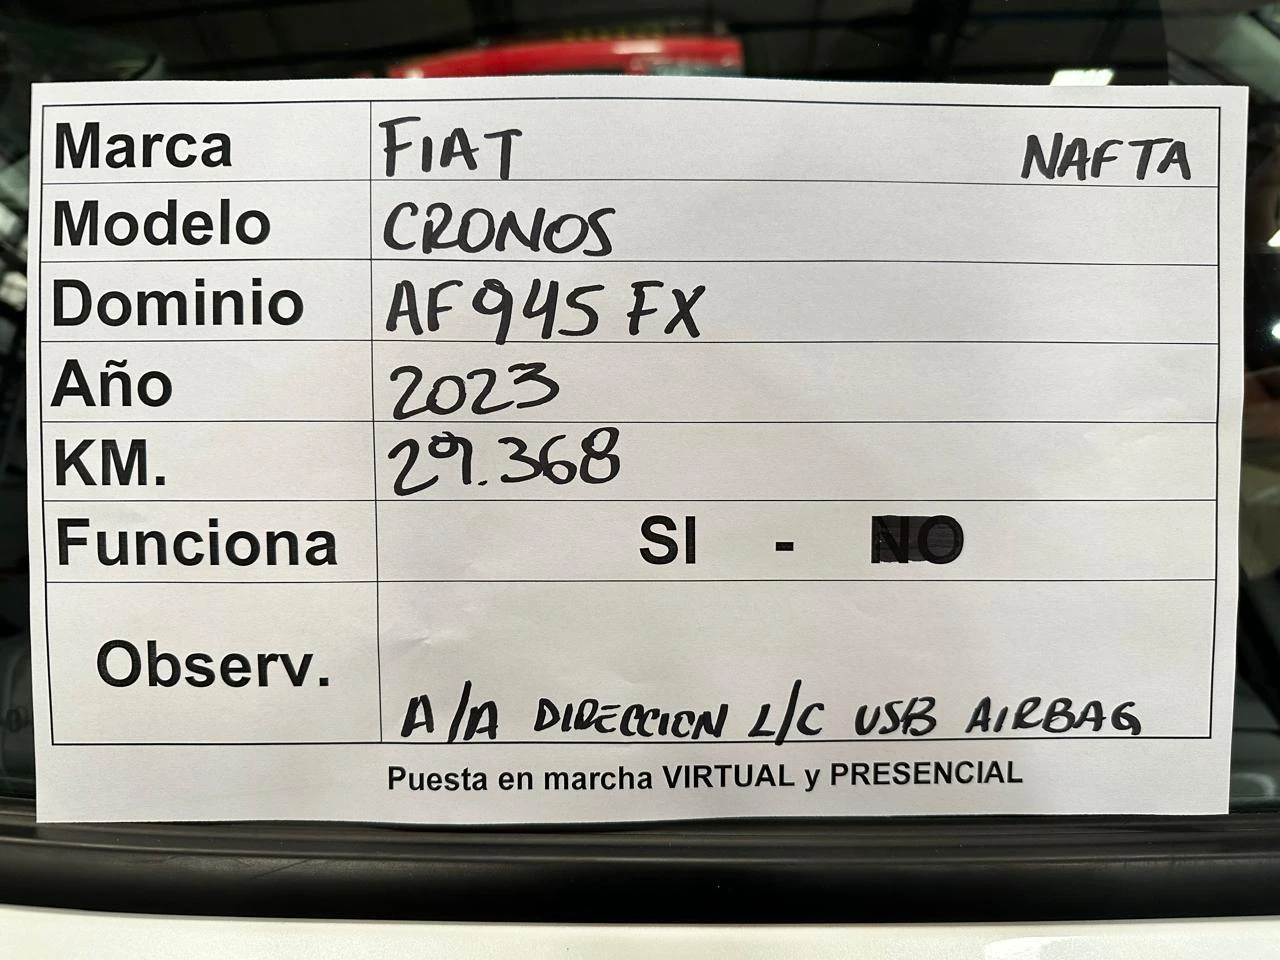 Marca FIAT NAFTA
Modelo CRONOS
Dominio AF945FX
Año 2023
KM. 29.368
Funciona SI - NO
Observ.
A/A DIRECCION L/C USB AIRBAG
Puesta en marcha VIRTUAL y PRESENCIAL